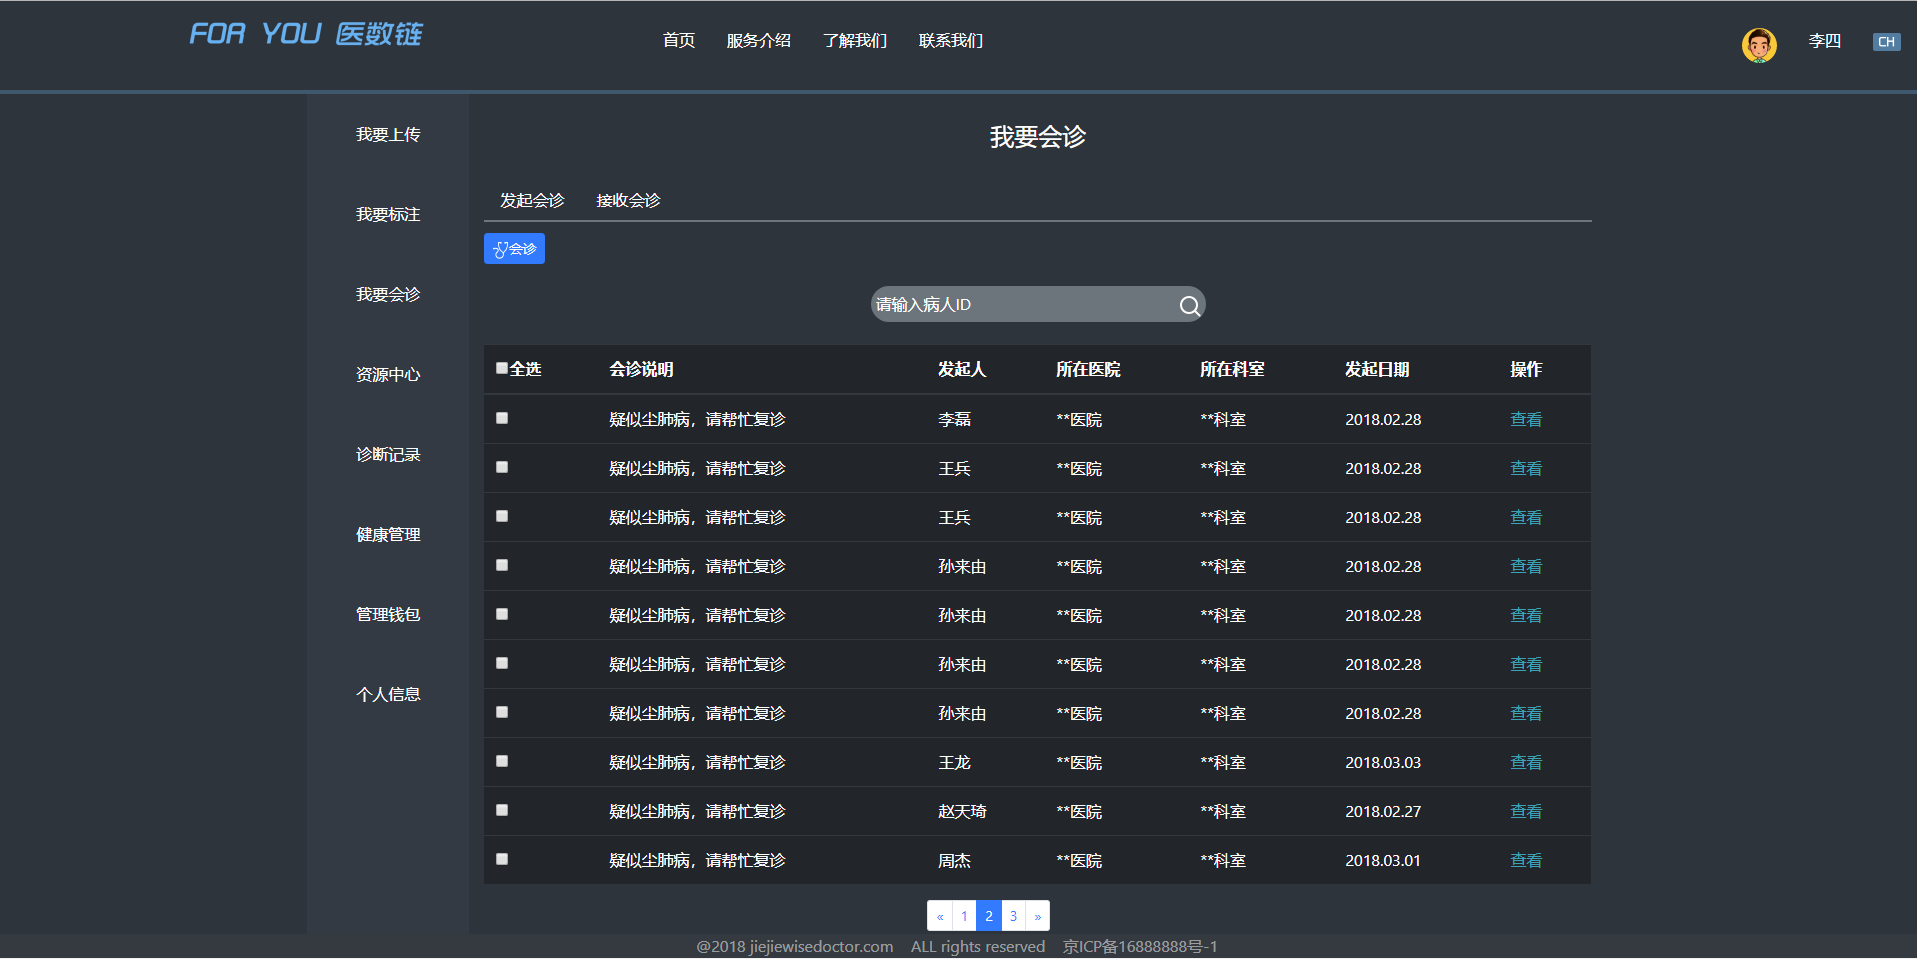 FOR YOU 医数链
首页 服务介绍 了解我们 联系我们
李四 CH
我要上传
我要标注
我要会诊
资源中心
诊断记录
健康管理
管理钱包
个人信息
我要会诊
发起会诊 接收会诊
会诊
请输入病人ID
全选 会诊说明 发起人 所在医院 所在科室 发起日期 操作
疑似尘肺病，请帮忙复诊 李磊 **医院 **科室 2018.02.28 查看
疑似尘肺病，请帮忙复诊 王兵 **医院 **科室 2018.02.28 查看
疑似尘肺病，请帮忙复诊 王兵 **医院 **科室 2018.02.28 查看
疑似尘肺病，请帮忙复诊 孙来由 **医院 **科室 2018.02.28 查看
疑似尘肺病，请帮忙复诊 孙来由 **医院 **科室 2018.02.28 查看
疑似尘肺病，请帮忙复诊 孙来由 **医院 **科室 2018.02.28 查看
疑似尘肺病，请帮忙复诊 孙来由 **医院 **科室 2018.02.28 查看
疑似尘肺病，请帮忙复诊 王龙 **医院 **科室 2018.03.03 查看
疑似尘肺病，请帮忙复诊 赵天琦 **医院 **科室 2018.02.27 查看
疑似尘肺病，请帮忙复诊 周杰 **医院 **科室 2018.03.01 查看
« 1 2 3 »
@2018 jiejiewisedoctor.com ALL rights reserved 京ICP备16888888号-1